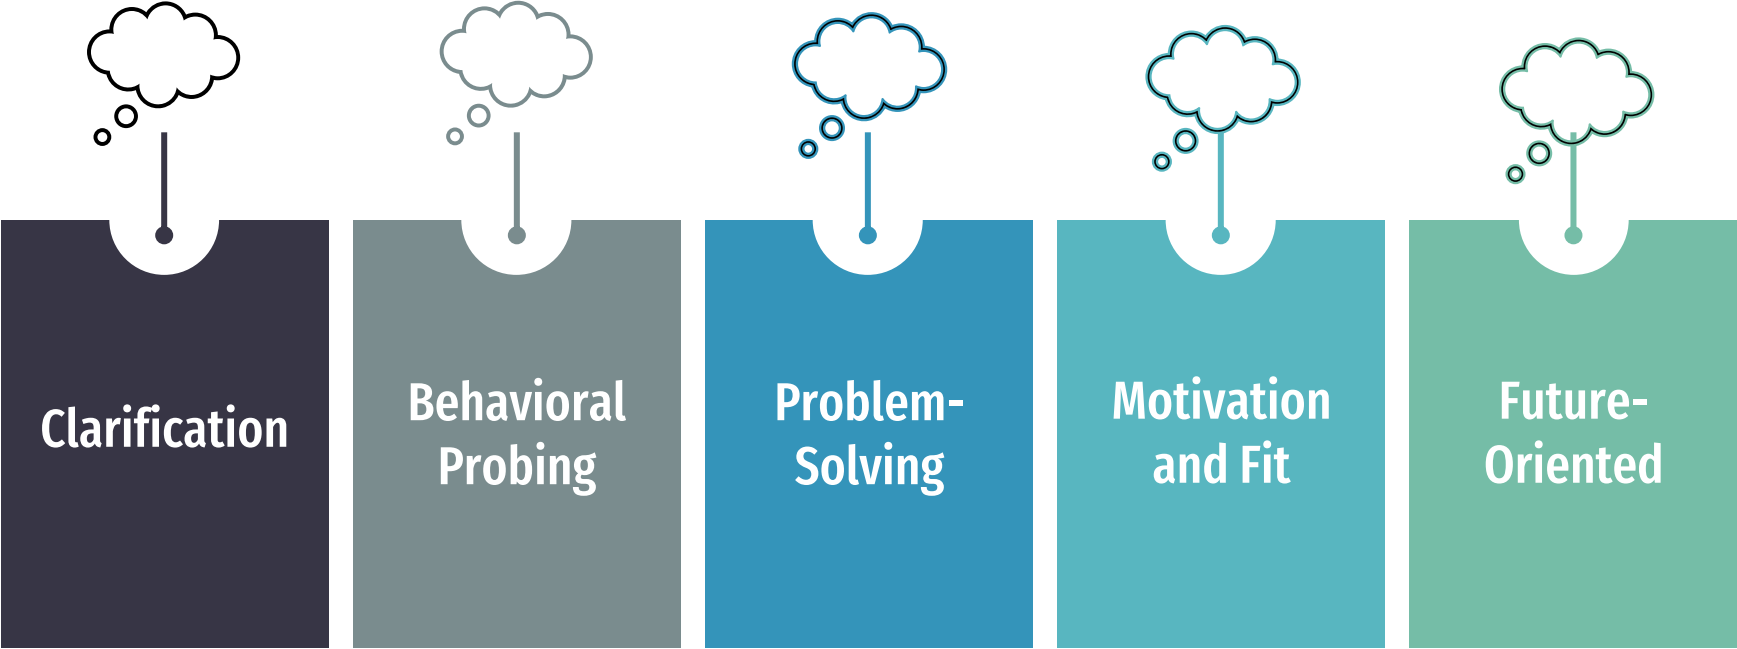 Clarification
Behavioral
Probing
Problem-
Solving
Motivation
and Fit
Future-
Oriented